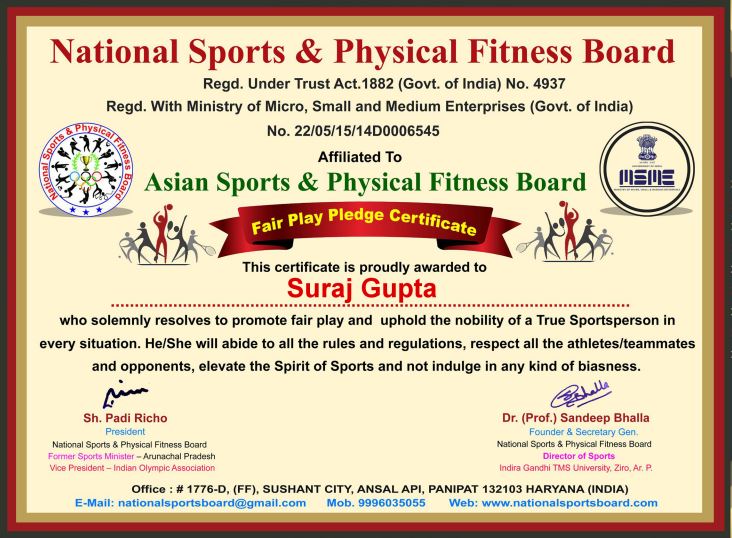 National Sports & Physical Fitness Board
Regd. Under Trust Act.1882 (Govt. of India) No. 4937
Regd. With Ministry of Micro, Small and Medium Enterprises (Govt. of India)
No. 22/05/15/14D0006545
National Sports & Physical Fitness Board
MSME
Affiliated To
Asian Sports & Physical Fitness Board
Fair Play Pledge Certificate
This certificate is proudly awarded to
Suraj Gupta
who solemnly resolves to promote fair play and uphold the nobility of a True Sportsperson in
every situation. He/She will abide to all the rules and regulations, respect all the athletes/teammates
and opponents, elevate the Spirit of Sports and not indulge in any kind of biasness.
Sh. Padi Richo
President
National Sports & Physical Fitness Board
Former Sports Minister – Arunachal Pradesh
Vice President – Indian Olympic Association
Bhalla
Dr. (Prof.) Sandeep Bhalla
Founder & Secretary Gen.
National Sports & Physical Fitness Board
Director of Sports
Indira Gandhi TMS University, Ziro, Ar. P.
Office : # 1776-D, (FF), SUSHANT CITY, ANSAL API, PANIPAT 132103 HARYANA (INDIA)
E-Mail: nationalsportsboard@gmail.com Mob. 9996035055 Web: www.nationalsportsboard.com